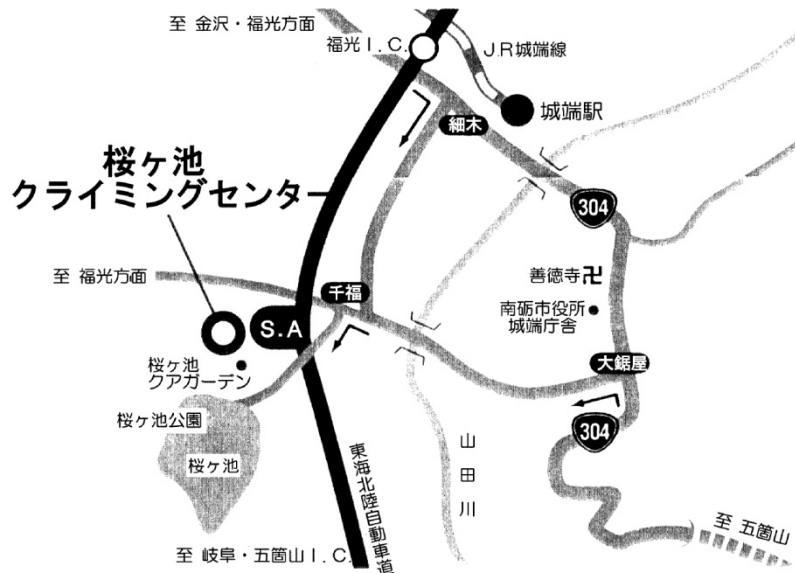 至 金沢・福光方面
福光 I.C.
J.R城端線
城端駅
細木
桜ヶ池
クライミングセンター
304
至 福光方面
千福
善徳寺卍
S.A
南砺市役所
城端庁舎
桜ヶ池
クアガーデン
大鋸屋
桜ヶ池公園
304
桜ヶ池
山田川
東海北陸自動車道
至 五箇山
至 岐阜・五箇山 I.C.